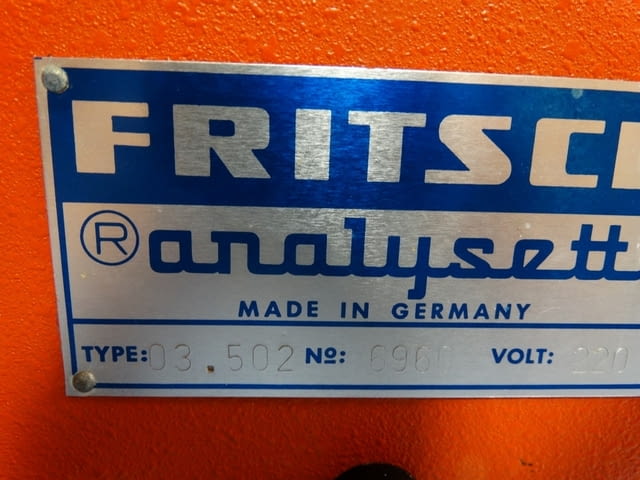 FRITSC
® analysett
MADE IN GERMANY
TYPE: 03.502 Nº: 6960 VOLT: 220